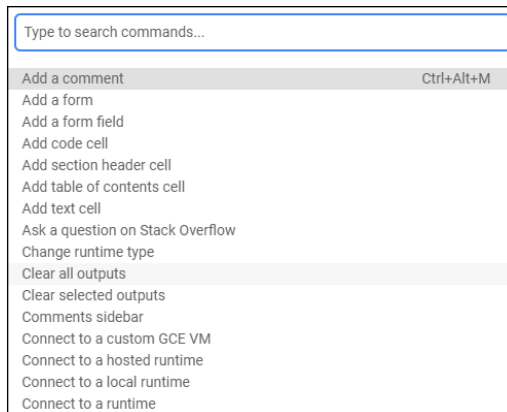 Type to search commands...
Add a comment Ctrl+Alt+M
Add a form
Add a form field
Add code cell
Add section header cell
Add table of contents cell
Add text cell
Ask a question on Stack Overflow
Change runtime type
Clear all outputs
Clear selected outputs
Comments sidebar
Connect to a custom GCE VM
Connect to a hosted runtime
Connect to a local runtime
Connect to a runtime